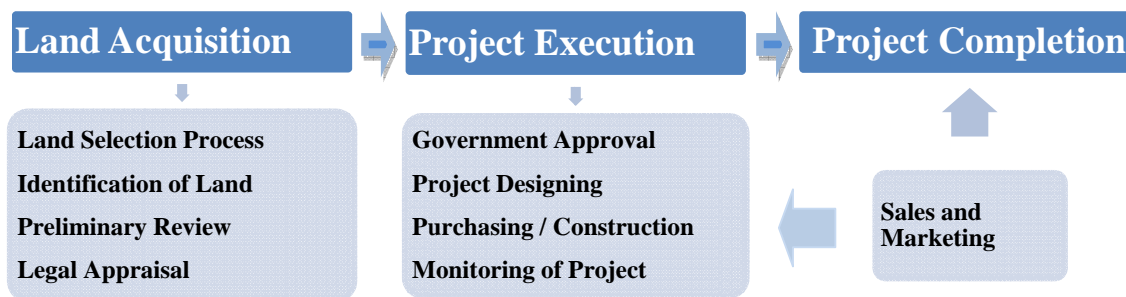 Land Acquisition
Project Execution
Project Completion
Land Selection Process
Identification of Land
Preliminary Review
Legal Appraisal
Government Approval
Project Designing
Purchasing / Construction
Monitoring of Project
Sales and
Marketing